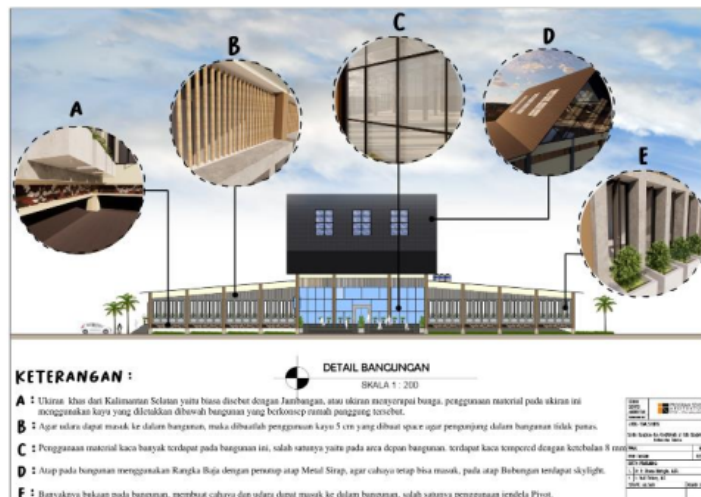 A
B
C
D
E
DETAIL BANGUNGAN
SKALA 1 : 200
KETERANGAN :
A : Ukiran khas dari Kalimantan Selatan yaitu biasa disebut dengan Jambangan, atau ukiran menyerupai bunga, penggunaan material pada ukiran ini
menggunakan kayu yang diletakkan dibawah bangunan yang berkonsep rumah panggung tersebut.
B : Agar udara dapat masuk ke dalam bangunan, maka dibuatlah penggunaan kayu 5 cm yang dibuat space agar pengunjung dalam bangunan tidak panas.
C : Penggunaan material kaca banyak terdapat pada bangunan ini, salah satunya yaitu pada area depan bangunan. terdapat kaca tempered dengan ketebalan 8 mm
D : Atap pada bangunan menggunakan Rangka Baja dengan penutup atap Metal Sirap, agar cahaya tetap bisa masuk, pada atap Bubungan terdapat skylight.
E : Banyaknya bukaan pada bangunan, membuat cahaya dan udara dapat masuk ke dalam bangunan, salah satunya penggunaan jendela Pivot.